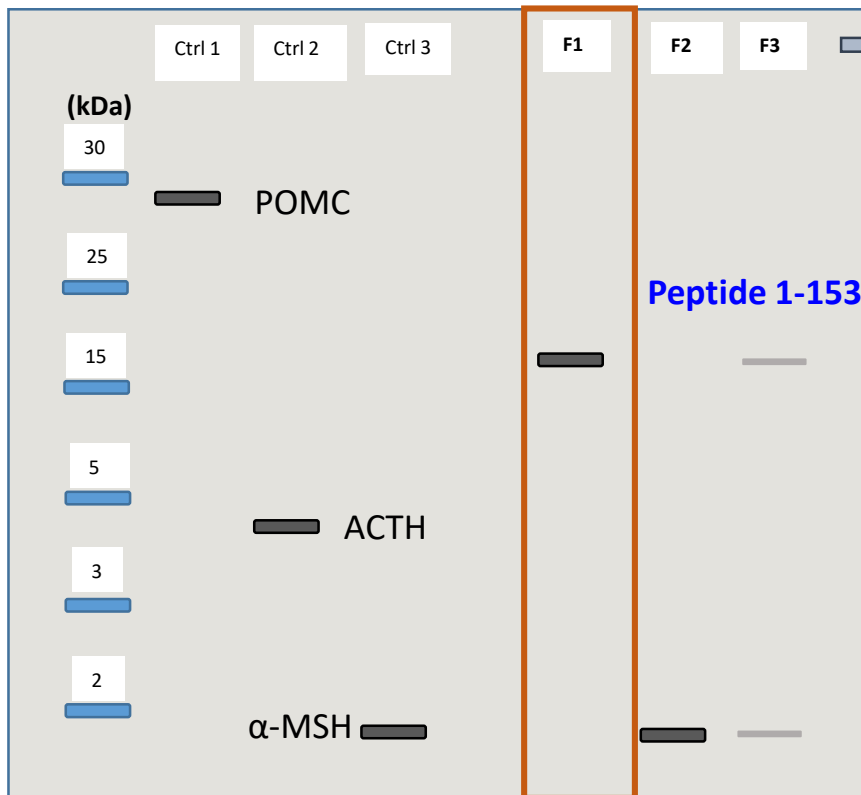 Ctrl 1 Ctrl 2 Ctrl 3 F1 F2 F3
(kDa)
30
POMC
25
Peptide 1-153
15
5
ACTH
3
2
α-MSH